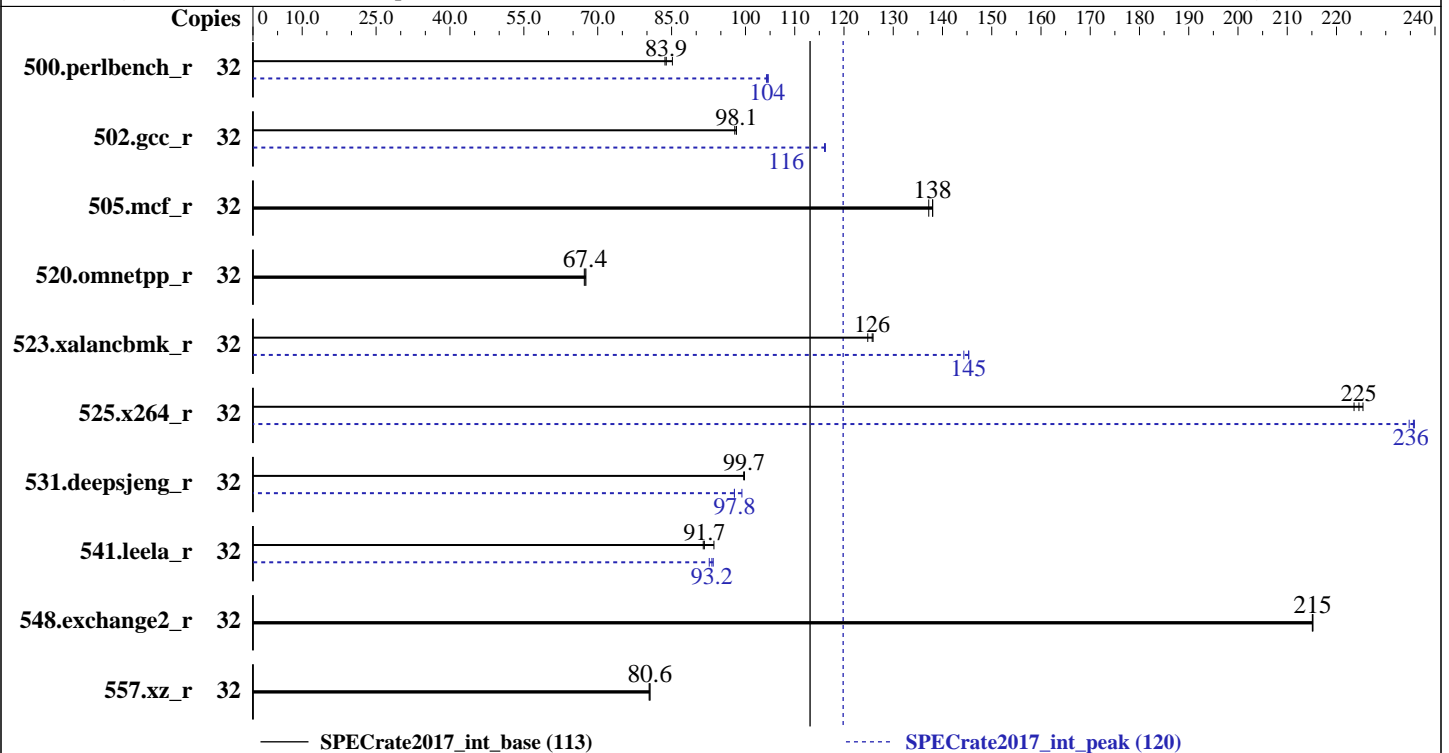 Copies 0 10.0 25.0 40.0 55.0 70.0 85.0 100 110 120 130 140 150 160 170 180 190 200 210 220 240
83.9
500.perlbench_r 32
104
98.1
502.gcc_r 32
116
138
505.mcf_r 32
67.4
520.omnetpp_r 32
126
523.xalancbmk_r 32
145
225
525.x264_r 32
236
99.7
531.deepsjeng_r 32
97.8
91.7
541.leela_r 32
93.2
215
548.exchange2_r 32
80.6
557.xz_r 32
SPECrate2017_int_base (113) SPECrate2017_int_peak (120)